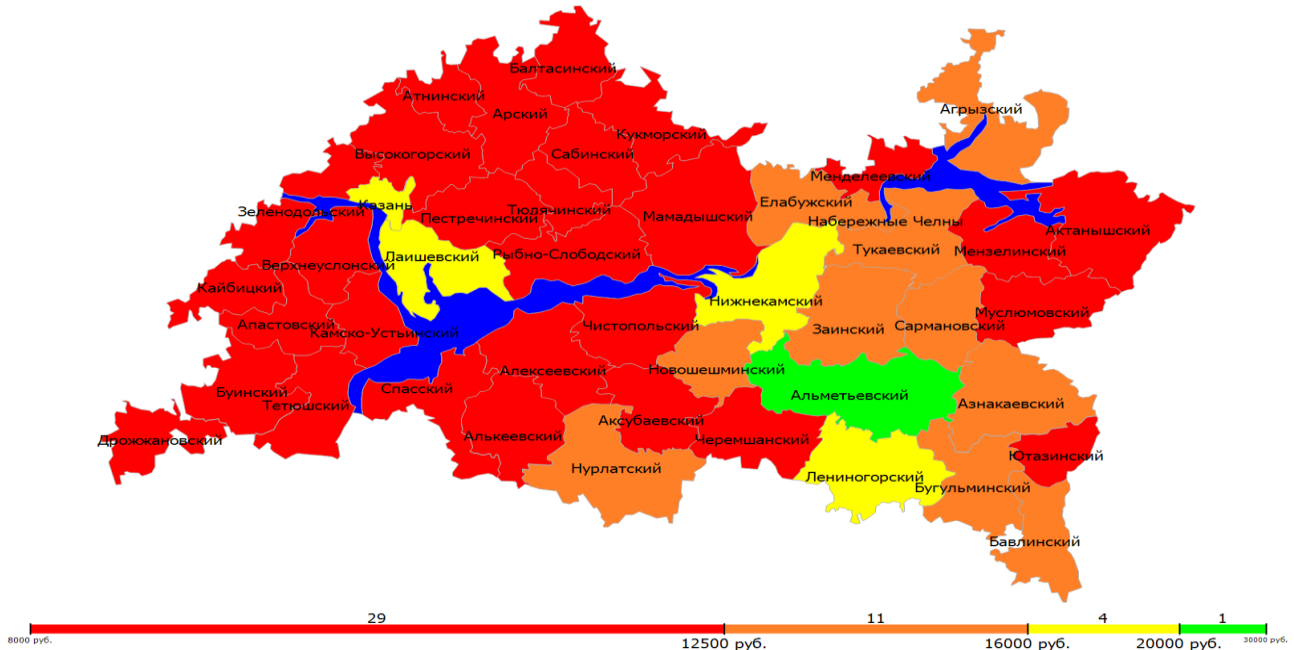 Балтасинский
Атнинский
Агрызский
Арский
Кукморский
Высокогорский
Сабинский
Менделеевский
Елабужский
Казань
Зеленодольский
Тюлячинский
Пестречинский
Мамадышский
Набережные Челны
Актанышский
Тукаевский
Мензелинский
Рыбно-Слободский
Лаишевский
Верхнеуслонский
Кайбицкий
Нижнекамский
Муслюмовский
Апастовский
Чистопольский
Сармановский
Заинский
Камско-Устьинский
Алексеевский
Новошешминский
Спасский
Буинский
Альметьевский
Азнакаевский
Тетюшский
Аксубаевский
Дрожжановский
Алькеевский
Черемшанский
Ютазинский
Нурлатский
Лениногорский
Бугульминский
Бавлинский
29
11
4
1
8000 руб.
12500 руб.
16000 руб.
20000 руб.
30000 руб.